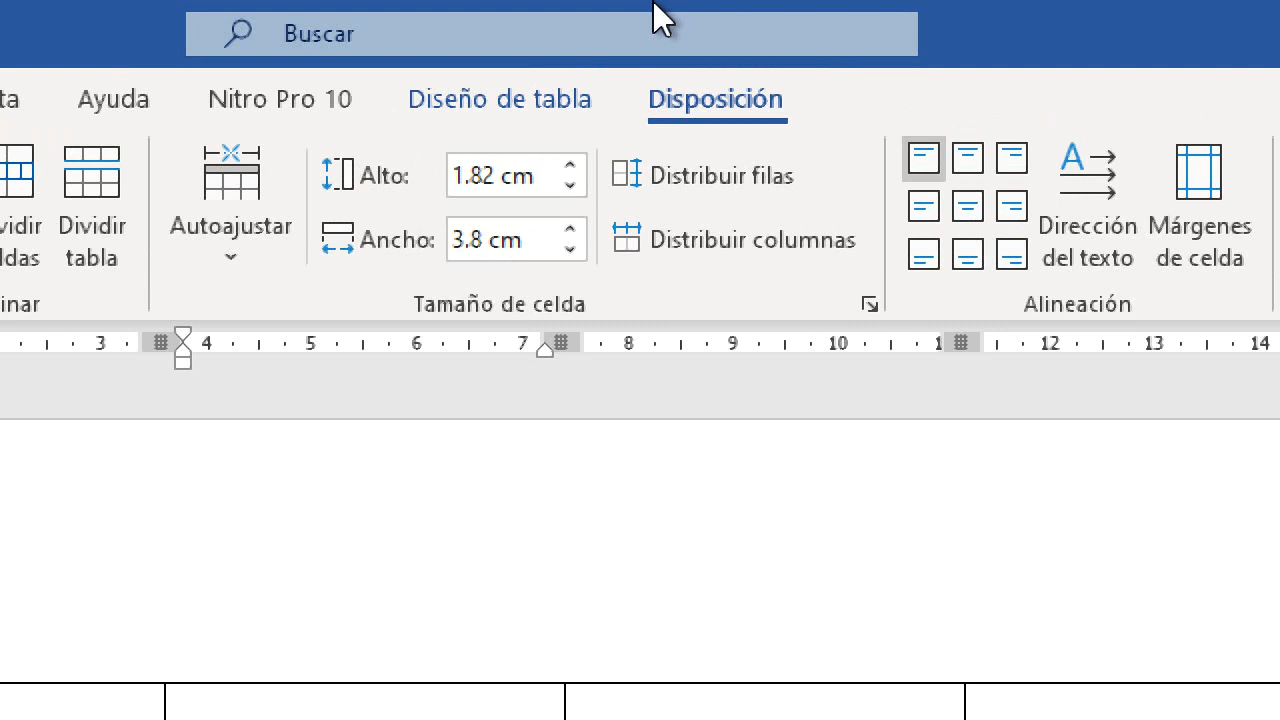 Buscar
ta Ayuda Nitro Pro 10 Diseño de tabla Disposición
Alto: 1.82 cm Distribuir filas
vidir Dividir Autoajustar Ancho: 3.8 cm Distribuir columnas A Dirección Márgenes
ldas tabla del texto de celda
inar Tamaño de celda Alineación
3 4 5 6 7 8 9 10 1 12 13 14